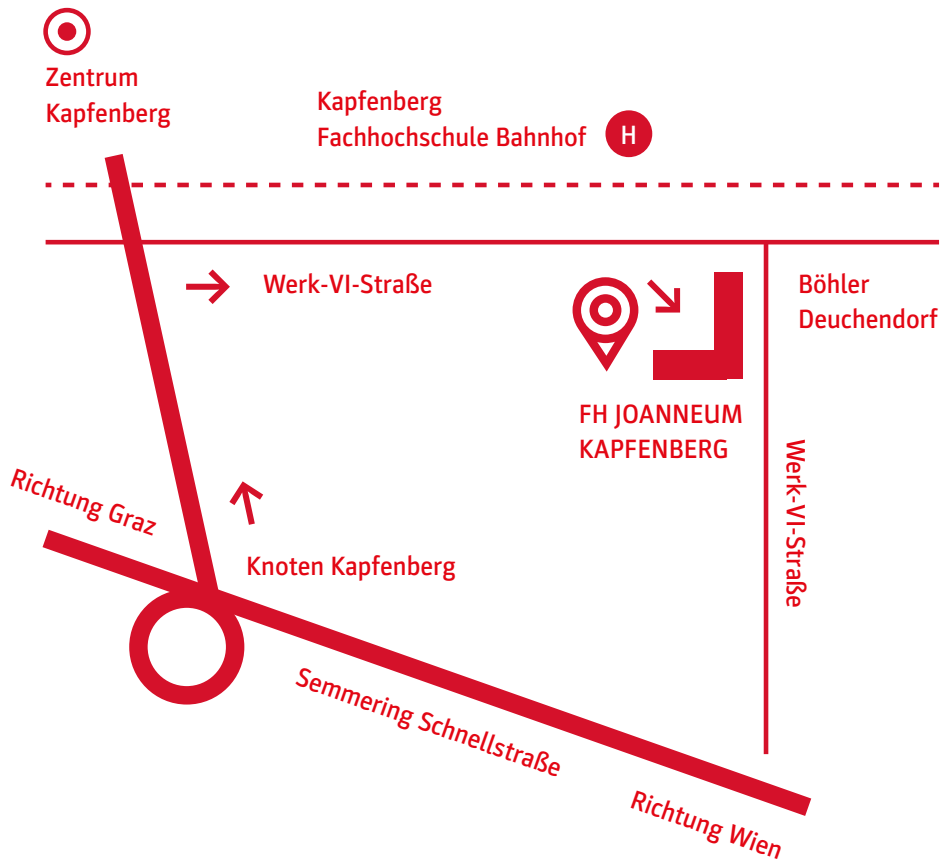 Zentrum
Kapfenberg
Kapfenberg
Fachhochschule Bahnhof
H
Werk-VI-Straße
Böhler
Deuchendorf
FH JOANNEUM
KAPFENBERG
Werk-VI-Straße
Richtung Graz
Knoten Kapfenberg
Semmering Schnellstraße
Richtung Wien